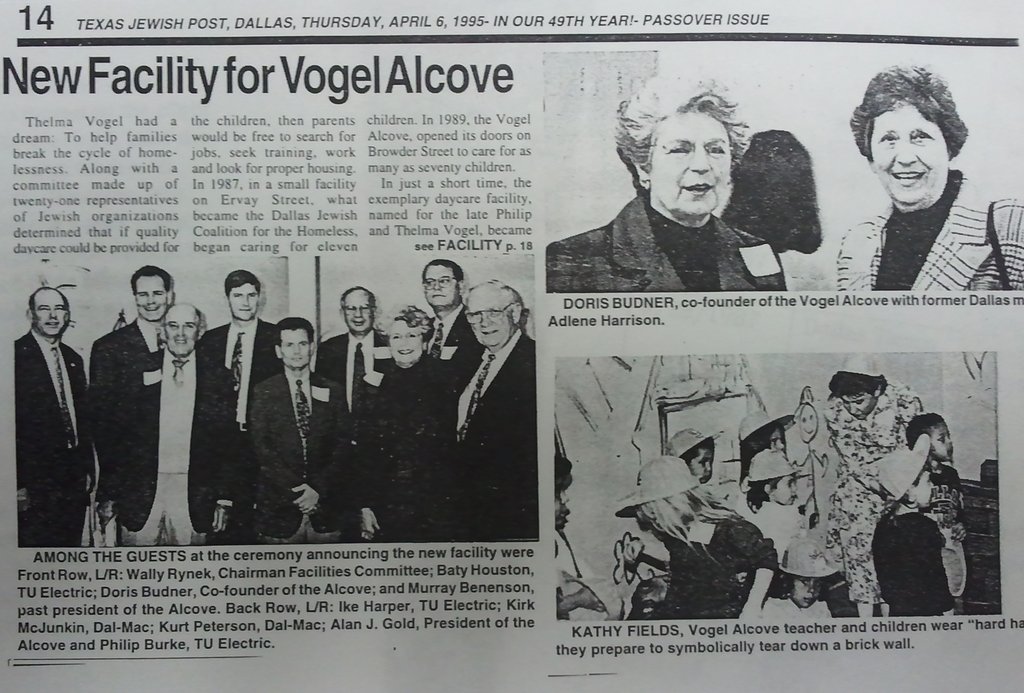 14 TEXAS JEWISH POST, DALLAS, THURSDAY, APRIL 6, 1995- IN OUR 49TH YEAR!- PASSOVER ISSUE
New Facility for Vogel Alcove
Thelma Vogel had a
dream: To help families
break the cycle of home-
lessness. Along with a
committee made up of
twenty-one representatives
of Jewish organizations
determined that if quality
daycare could be provided for
the children, then parents
would be free to search for
jobs, seek training, work
and look for proper housing.
In 1987, in a small facility
on Ervay Street, what
became the Dallas Jewish
Coalition for the Homeless,
began caring for eleven
children. In 1989, the Vogel
Alcove, opened its doors on
Browder Street to care for as
many as seventy children.
In just a short time, the
exemplary daycare facility,
named for the late Philip
and Thelma Vogel, became
see FACILITY p. 18
AMONG THE GUESTS at the ceremony announcing the new facility were
Front Row, L/R: Wally Rynek, Chairman Facilities Committee; Baty Houston,
TU Electric; Doris Budner, Co-founder of the Alcove; and Murray Benenson,
past president of the Alcove. Back Row, L/R: Ike Harper, TU Electric; Kirk
McJunkin, Dal-Mac; Kurt Peterson, Dal-Mac; Alan J. Gold, President of the
Alcove and Philip Burke, TU Electric.
DORIS BUDNER, co-founder of the Vogel Alcove with former Dallas m
Adlene Harrison.
KATHY FIELDS, Vogel Alcove teacher and children wear "hard ha
they prepare to symbolically tear down a brick wall.